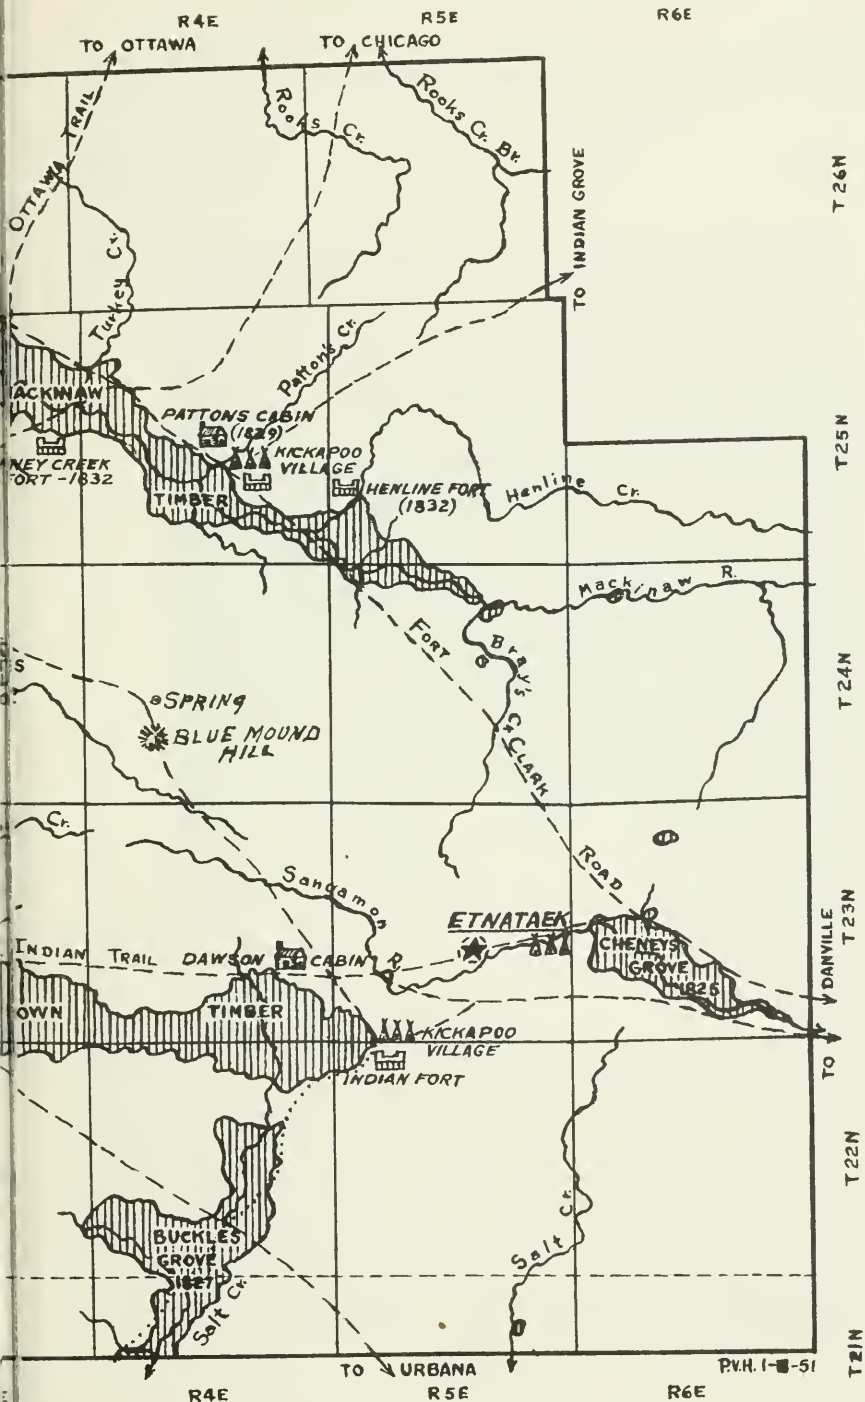 R4E
R5E
R6E
TO OTTAWA
TO CHICAGO
OTTAWA TRAIL
Rooks Cr.
Rooks Cr. Br.
T 26N
TO INDIAN GROVE
Turkey Cr.
Patton's Cr.
ACKINAW
PATTONS CABIN
(1829)
KICKAPOO
VILLAGE
T 25N
NEY CREEK
FORT - 1832
TIMBER
HENLINE FORT
(1832)
Henline Cr.
Mackinaw R.
FORT CLARK ROAD
Bray's Cr.
T 24N
S
SPRING
BLUE MOUND
HILL
Cr.
Sangamon R.
ETNATAEK
T 23N
INDIAN TRAIL
DAWSON CABIN
CHENEYS
GROVE
1825
TO DANVILLE
OWN
TIMBER
KICKAPOO
VILLAGE
INDIAN FORT
T 22N
BUCKLES
GROVE
1827
Salt Cr.
Salt Cr.
T 21N
TO URBANA
P.V.H. 1- -51
R4E
R5E
R6E